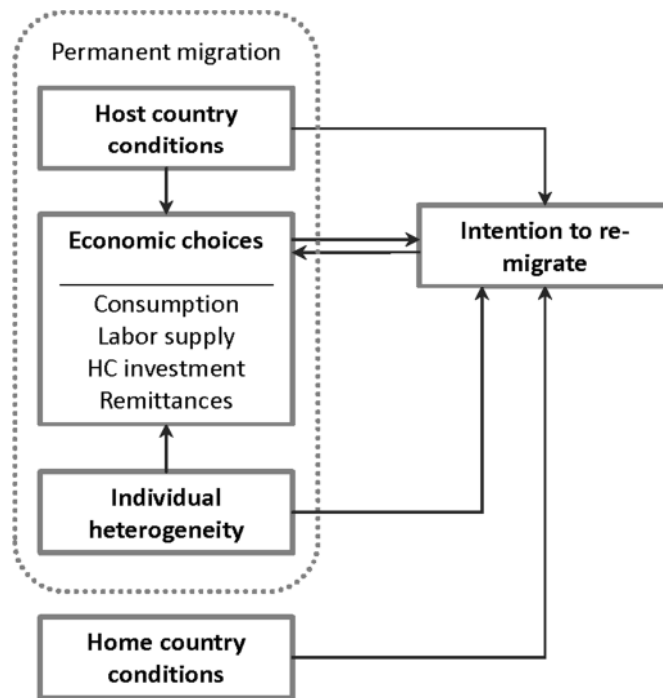 Permanent migration
Host country
conditions
Economic choices
Consumption
Labor supply
HC investment
Remittances
Intention to re-
migrate
Individual
heterogeneity
Home country
conditions